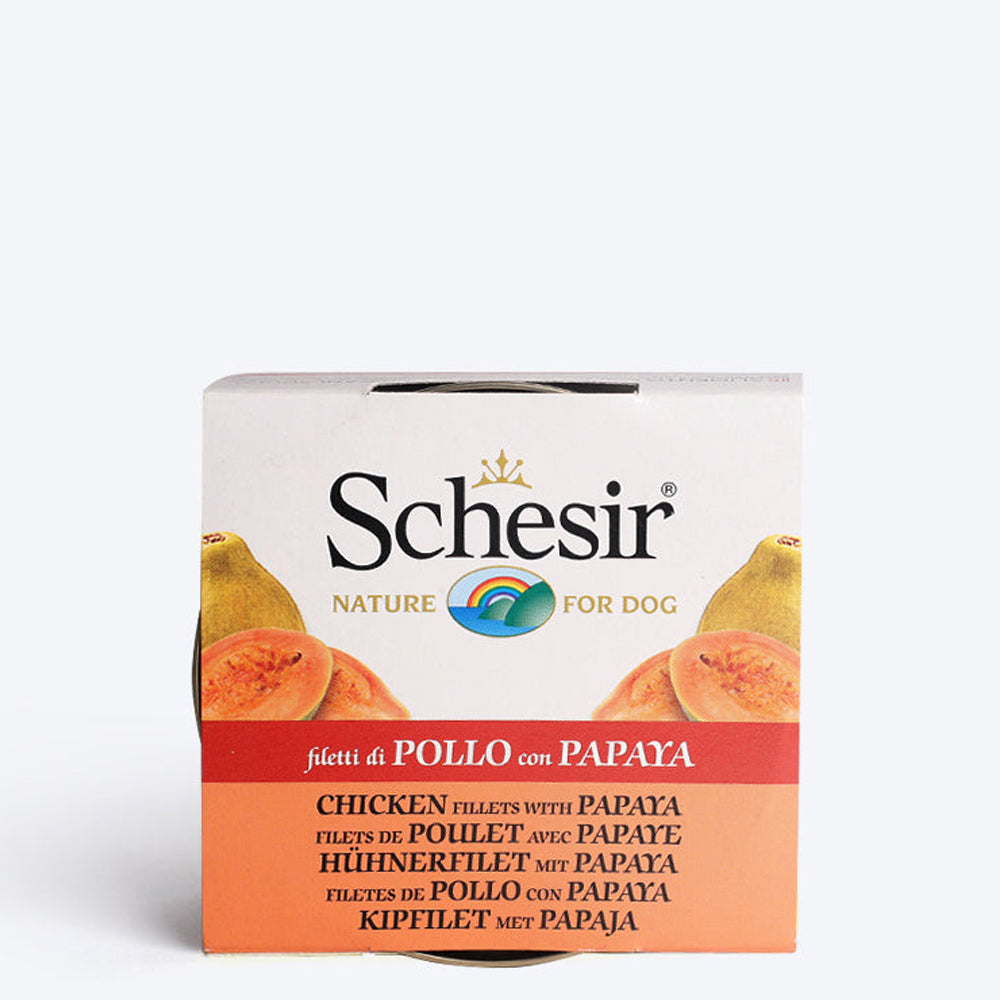 Schesir®
NATURE FOR DOG
filetti di POLLO con PAPAYA
CHICKEN FILLETS WITH PAPAYA
FILETS DE POULET AVEC PAPAYE
HÜHNERFILET MIT PAPAYA
FILETES DE POLLO CON PAPAYA
KIPFILET MET PAPAJA